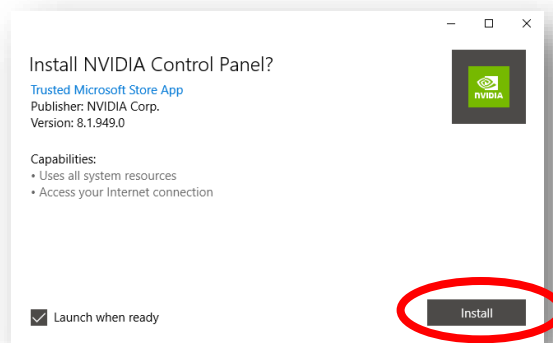 Install NVIDIA Control Panel?
Trusted Microsoft Store App
Publisher: NVIDIA Corp.
Version: 8.1.949.0
NVIDIA
Capabilities:
• Uses all system resources
• Access your Internet connection
Launch when ready
Install